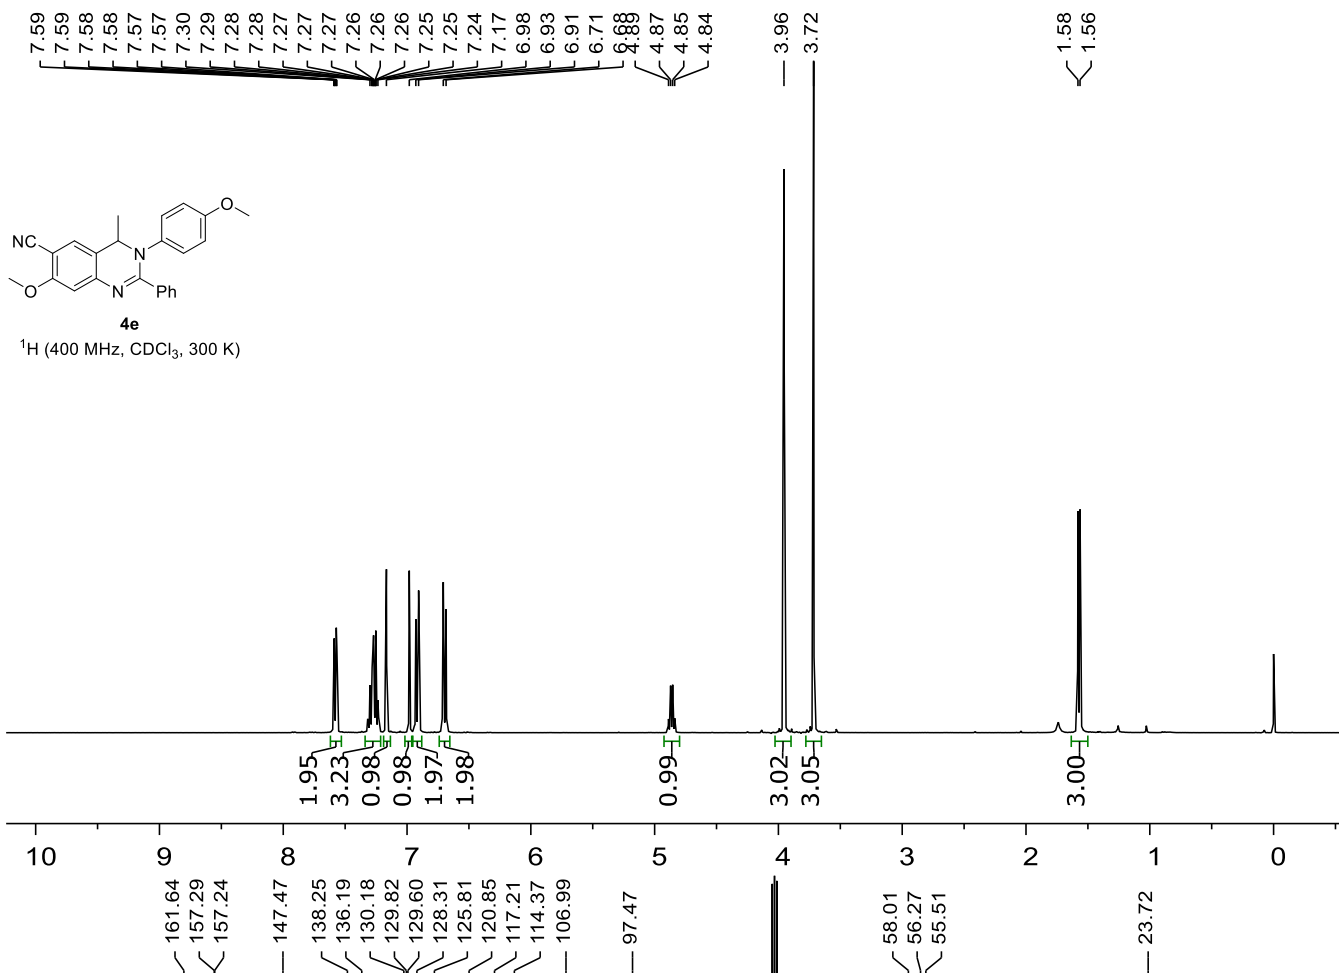 7.59 7.59 7.58 7.58 7.57 7.57 7.30 7.29 7.28 7.28 7.27 7.27 7.27 7.26 7.26 7.26 7.25 7.25 7.24 7.17 6.98 6.93 6.91 6.71 6.68 4.89 4.87 4.85 4.84 3.96 3.72 1.58 1.56
O
NC
N
O
N
Ph
4e
¹H (400 MHz, CDCl₃, 300 K)
1.95 3.23 0.98 0.98 1.97 1.98 0.99 3.02 3.05 3.00
10 9 8 7 6 5 4 3 2 1 0
161.64 157.29 157.24 147.47 138.25 136.19 130.18 129.82 129.60 128.31 125.81 120.85 117.21 114.37 106.99 97.47 58.01 56.27 55.51 23.72